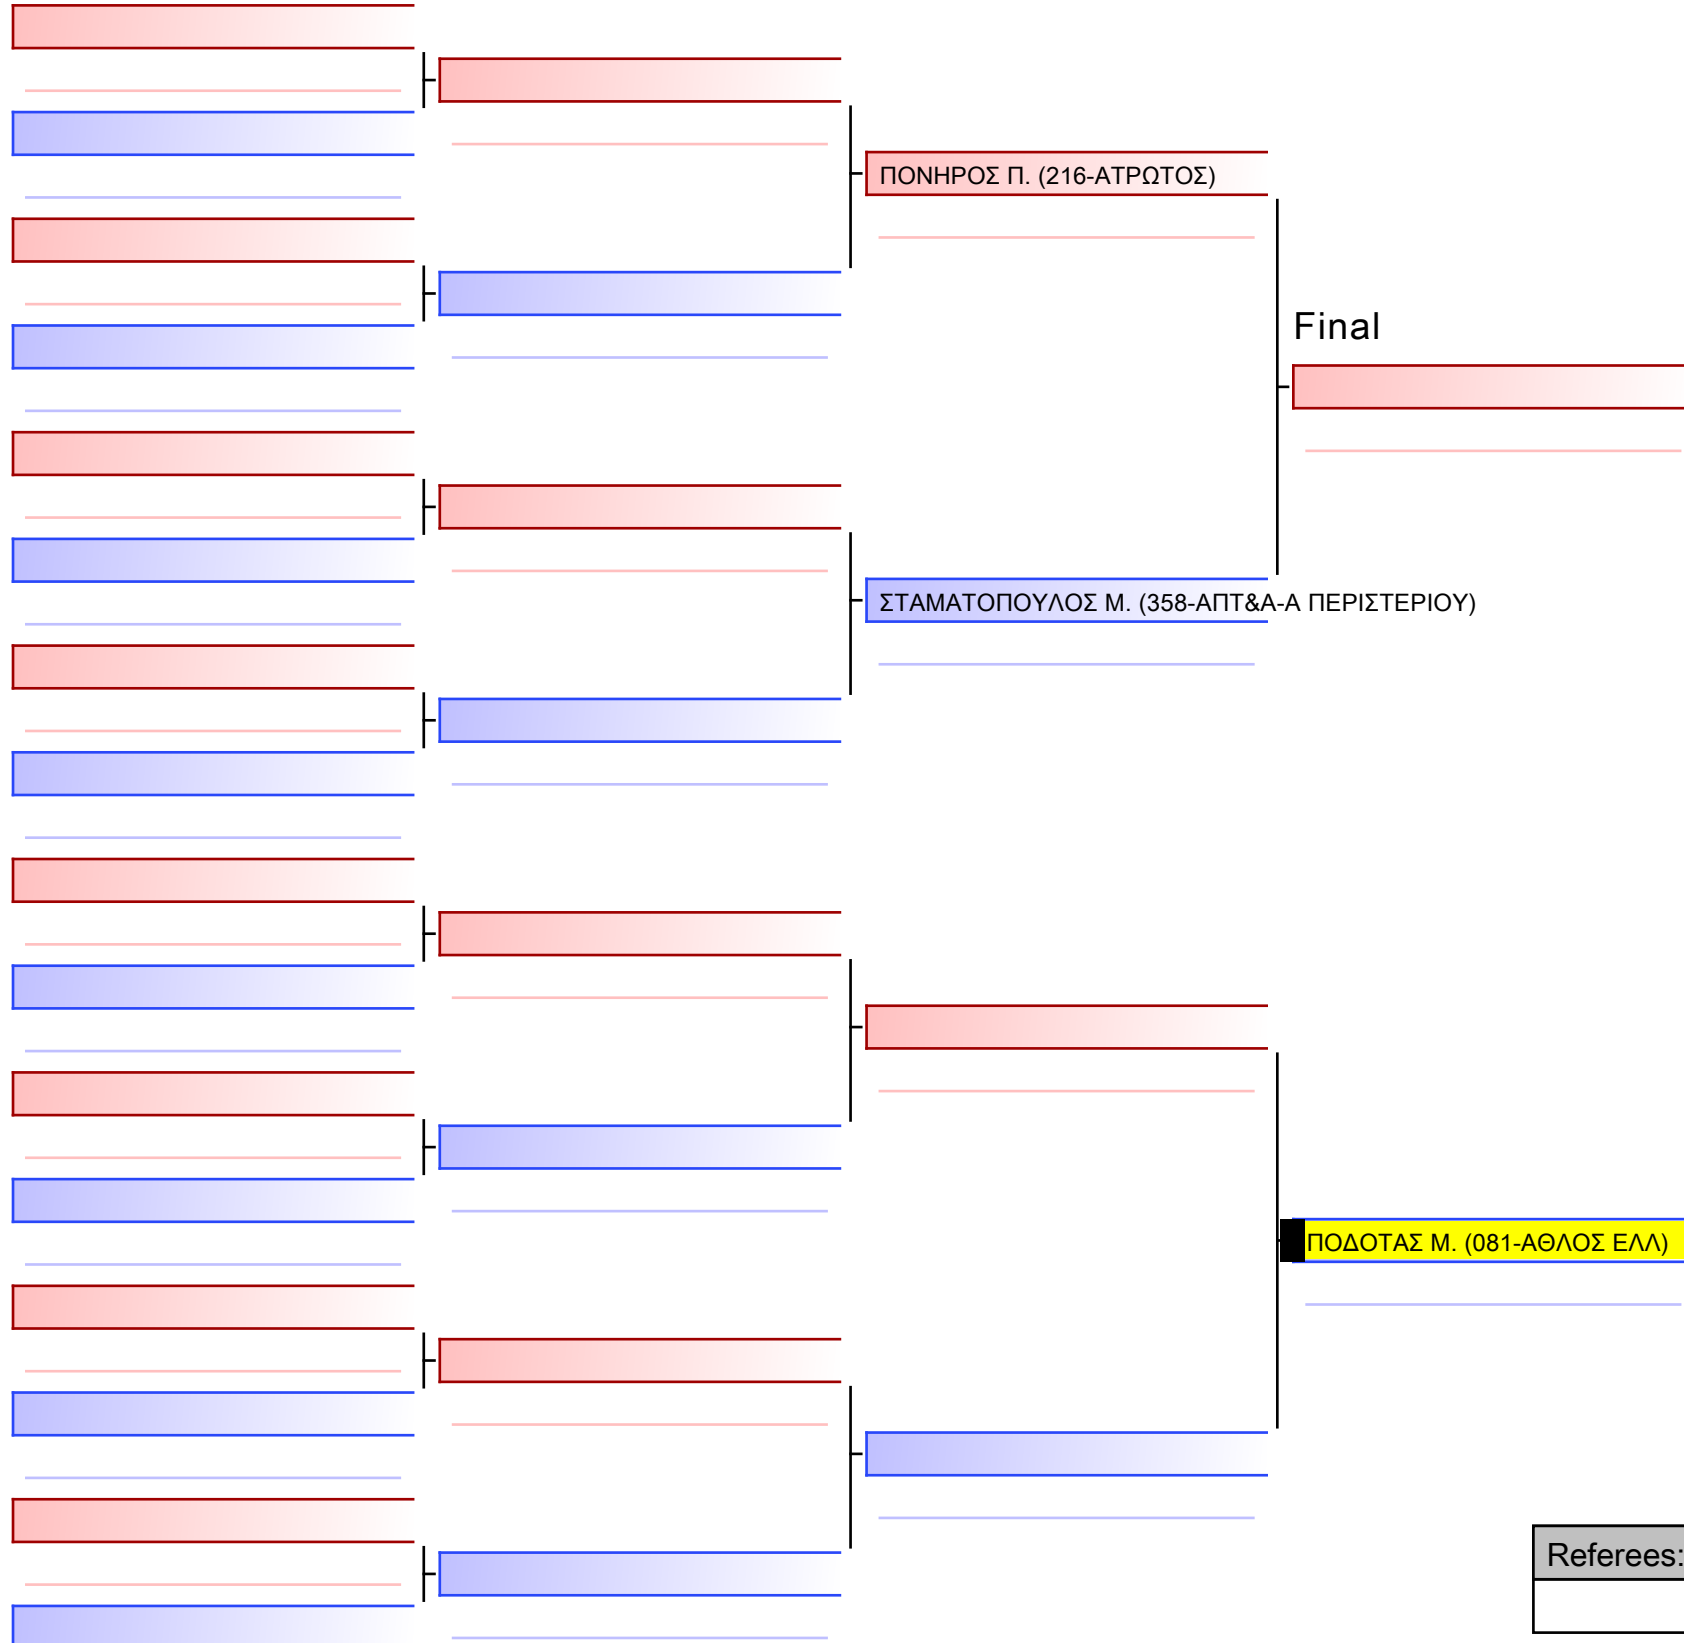 ΠΟΝΗΡΟΣ Π. (216-ΑΤΡΩΤΟΣ)
Final
ΣΤΑΜΑΤΟΠΟΥΛΟΣ Μ. (358-ΑΠΤ&Α-Α ΠΕΡΙΣΤΕΡΙΟΥ)
ΠΟΔΟΤΑΣ Μ. (081-ΑΘΛΟΣ ΕΛΛ)
Referees: